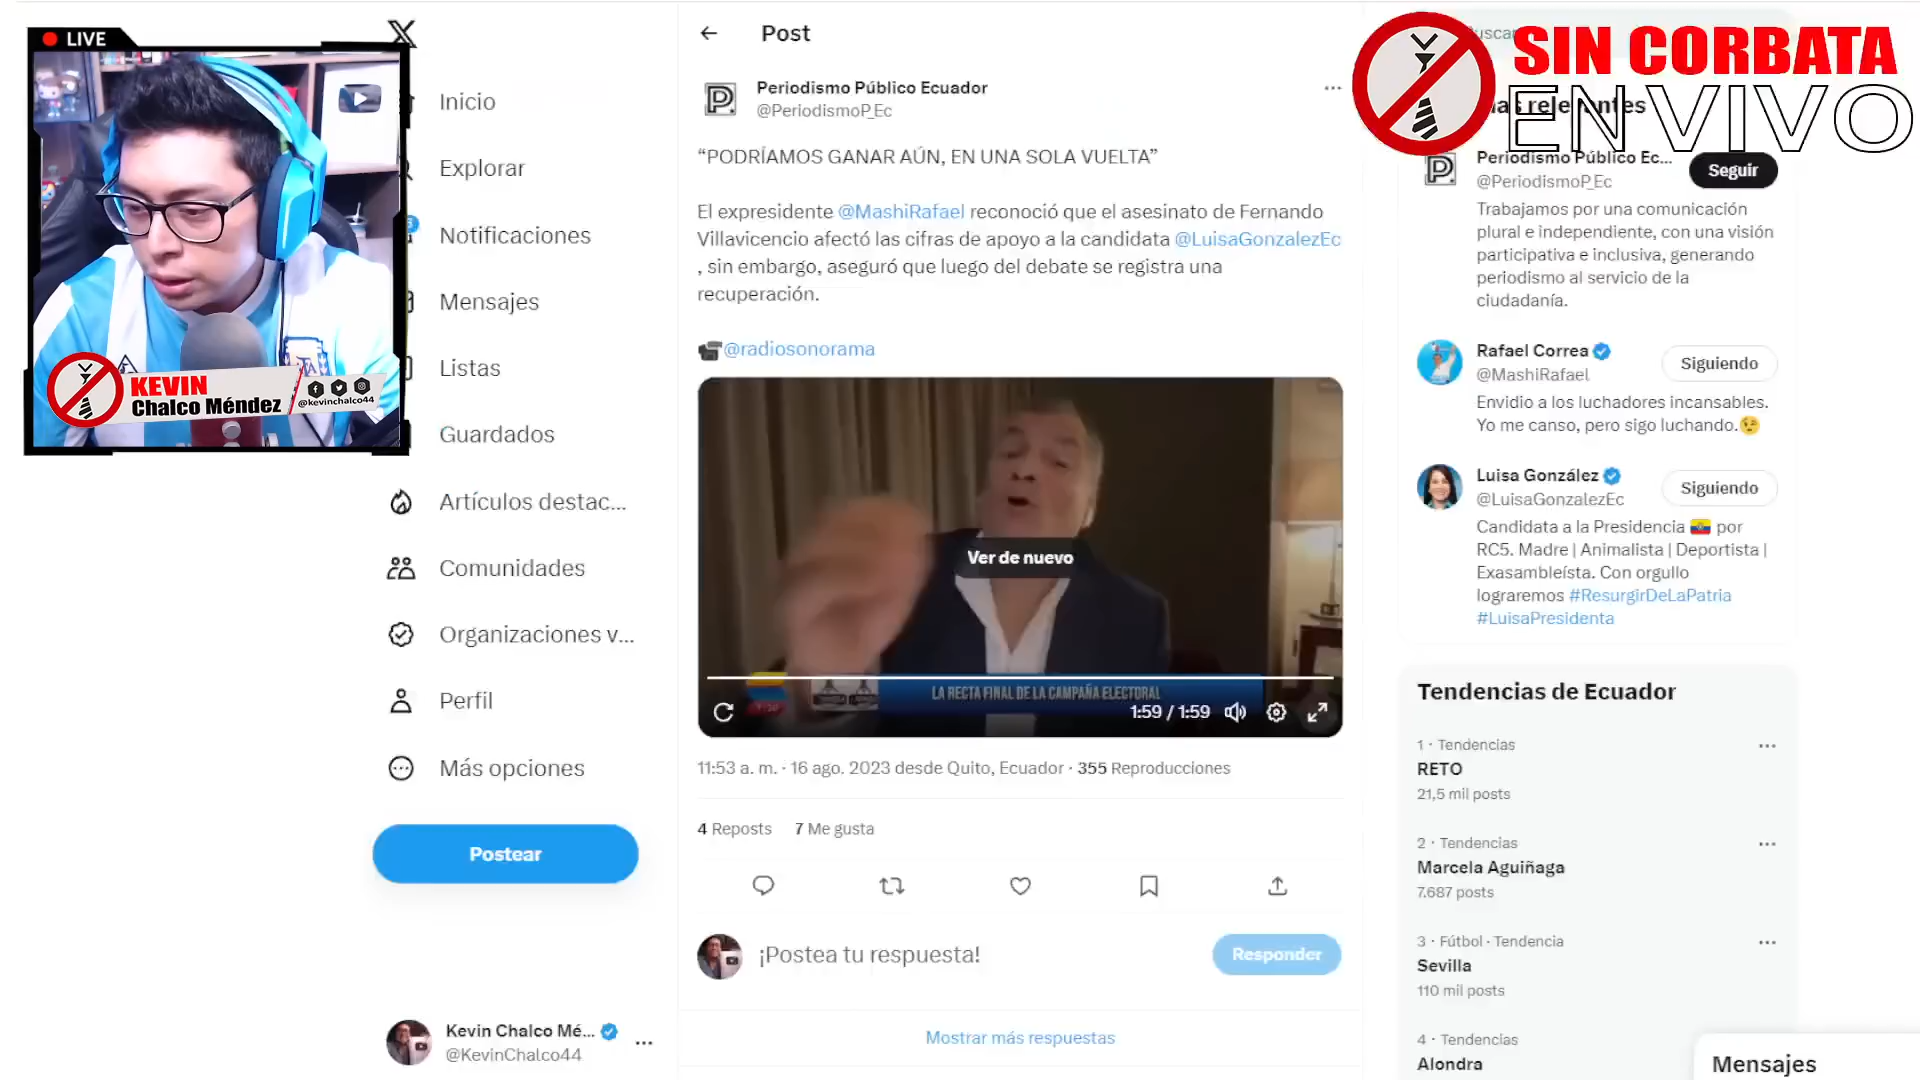 LIVE
KEVIN
Chalco Méndez
@kevinchalco44
Inicio
Explorar
Notificaciones
Mensajes
Listas
Guardados
Artículos destac...
Comunidades
Organizaciones v...
Perfil
Más opciones
Postear
Kevin Chalco Mé...
@KevinChalco44
Post
Periodismo Público Ecuador
@PeriodismoP_Ec
“PODRÍAMOS GANAR AÚN, EN UNA SOLA VUELTA”
El expresidente @MashiRafael reconoció que el asesinato de Fernando
Villavicencio afectó las cifras de apoyo a la candidata @LuisaGonzalezEc
, sin embargo, aseguró que luego del debate se registra una
recuperación.
@radiosonorama
Ver de nuevo
LA RECTA FINAL DE LA CAMPAÑA ELECTORAL
1:59 / 1:59
11:53 a. m. · 16 ago. 2023 desde Quito, Ecuador · 355 Reproducciones
4 Reposts 7 Me gusta
¡Postea tu respuesta!
Responder
Mostrar más respuestas
SIN CORBATA
EN VIVO
relevantes
Periodismo Público Ec...
@PeriodismoP_Ec
Seguir
Trabajamos por una comunicación
plural e independiente, con una visión
participativa e inclusiva, generando
periodismo al servicio de la
ciudadanía.
Rafael Correa
@MashiRafael
Siguiendo
Envidio a los luchadores incansables.
Yo me canso, pero sigo luchando.
Luisa González
@LuisaGonzalezEc
Siguiendo
Candidata a la Presidencia por
RC5. Madre | Animalista | Deportista |
Exasambleísta. Con orgullo
lograremos #ResurgirDeLaPatria
#LuisaPresidenta
Tendencias de Ecuador
1 · Tendencias
RETO
21,5 mil posts
2 · Tendencias
Marcela Aguiñaga
7.687 posts
3 · Fútbol · Tendencia
Sevilla
110 mil posts
4 · Tendencias
Alondra
Mensajes